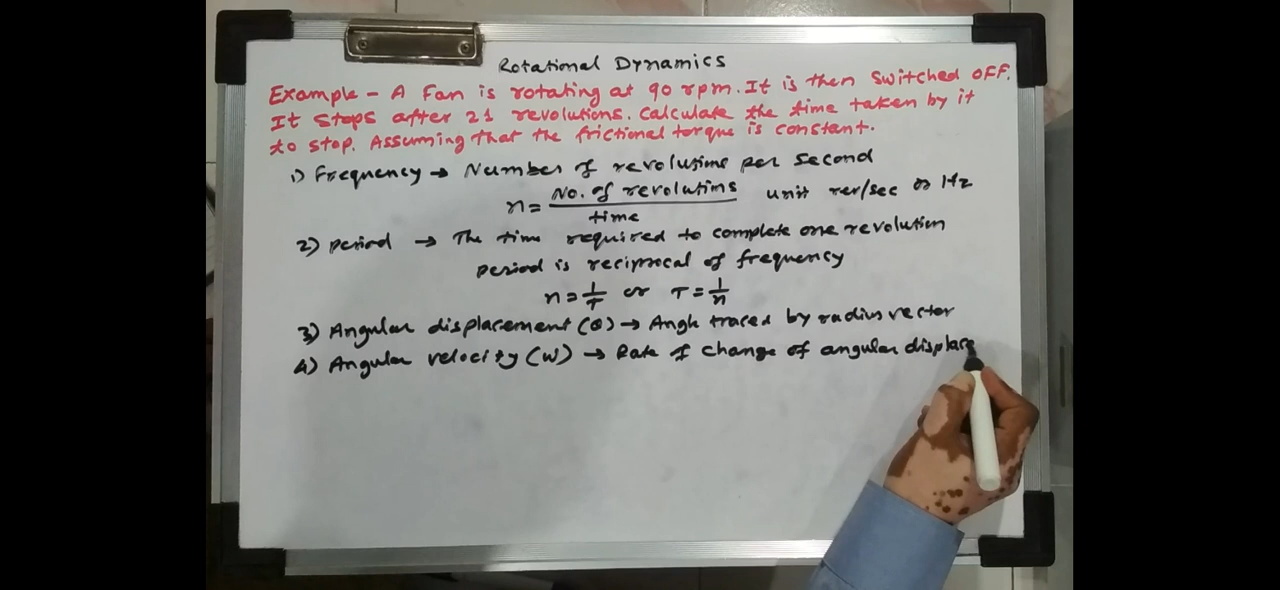 Rotational Dynamics
Example - A Fan is rotating at 90 rpm. It is then switched OFF.
It stops after 21 revolutions. Calculate the time taken by it
to stop. Assuming that the frictional torque is constant.
1) Frequency → Number of revolutions per second
n = No. of revolutions / time unit rev/sec or Hz
2) period → The time required to complete one revolution
period is reciprocal of frequency
n = 1/T or T = 1/n
3) Angular displacement (θ) → Angle traced by radius vector
4) Angular velocity (ω) → Rate of change of angular displace